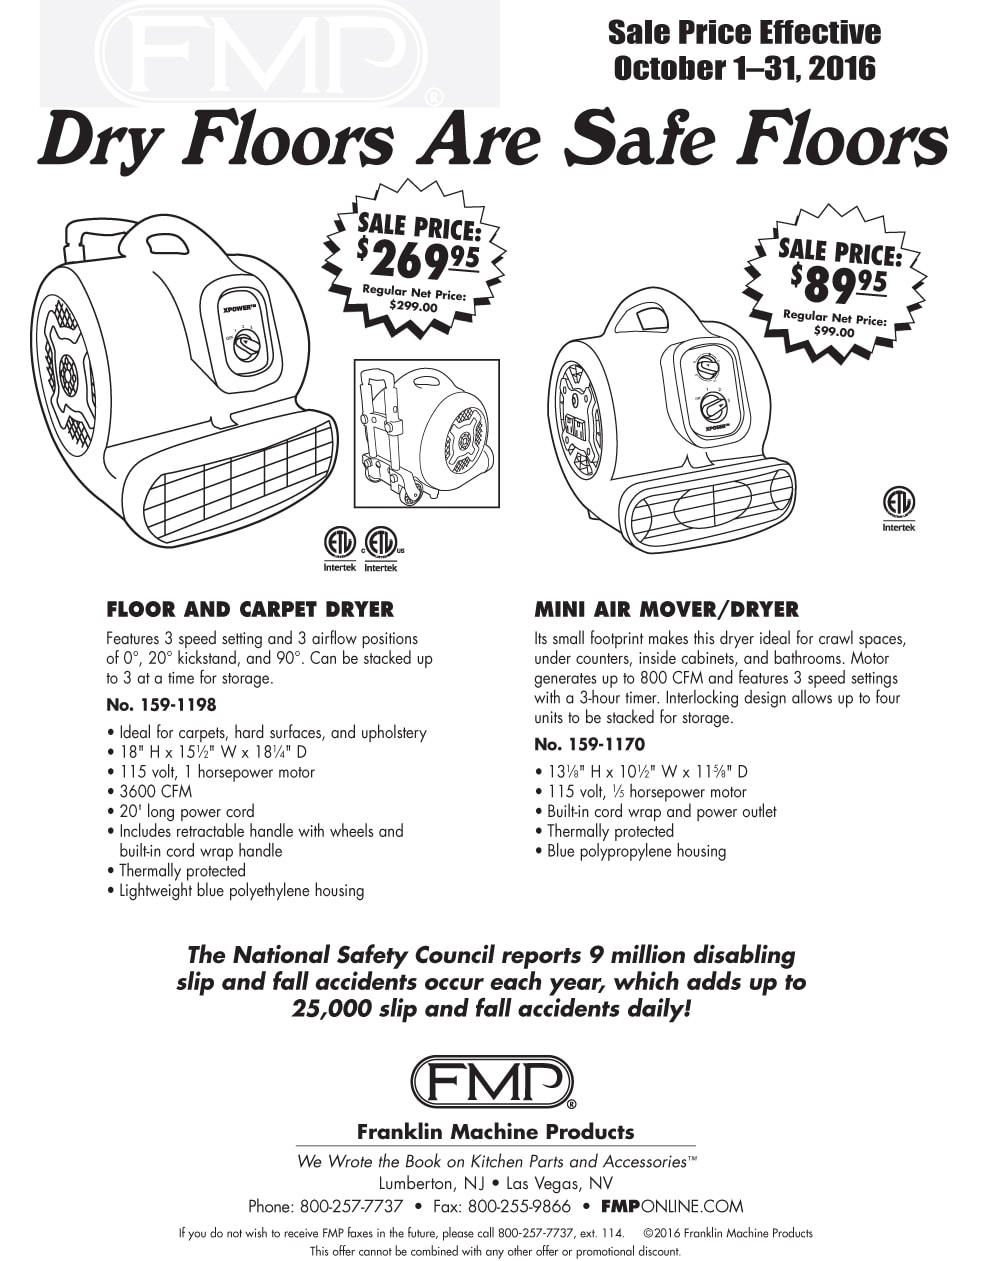 FMP®
Sale Price Effective
October 1–31, 2016
Dry Floors Are Safe Floors
SALE PRICE:
$269.95
Regular Net Price:
$299.00
SALE PRICE:
$89.95
Regular Net Price:
$99.00
XPOWER™
OFF 1 2 3
1 2
OFF 3
XPOWER™
ETL
Intertek
C ETL US
Intertek
ETL
Intertek
FLOOR AND CARPET DRYER
Features 3 speed setting and 3 airflow positions
of 0°, 20° kickstand, and 90°. Can be stacked up
to 3 at a time for storage.
No. 159-1198
• Ideal for carpets, hard surfaces, and upholstery
• 18" H x 15½" W x 18¼" D
• 115 volt, 1 horsepower motor
• 3600 CFM
• 20' long power cord
• Includes retractable handle with wheels and
built-in cord wrap handle
• Thermally protected
• Lightweight blue polyethylene housing
MINI AIR MOVER/DRYER
Its small footprint makes this dryer ideal for crawl spaces,
under counters, inside cabinets, and bathrooms. Motor
generates up to 800 CFM and features 3 speed settings
with a 3-hour timer. Interlocking design allows up to four
units to be stacked for storage.
No. 159-1170
• 13⅛" H x 10½" W x 11⅝" D
• 115 volt, ⅕ horsepower motor
• Built-in cord wrap and power outlet
• Thermally protected
• Blue polypropylene housing
The National Safety Council reports 9 million disabling
slip and fall accidents occur each year, which adds up to
25,000 slip and fall accidents daily!
FMP®
Franklin Machine Products
We Wrote the Book on Kitchen Parts and Accessories™
Lumberton, NJ • Las Vegas, NV
Phone: 800-257-7737 • Fax: 800-255-9866 • FMPONLINE.COM
If you do not wish to receive FMP faxes in the future, please call 800-257-7737, ext. 114. ©2016 Franklin Machine Products
This offer cannot be combined with any other offer or promotional discount.